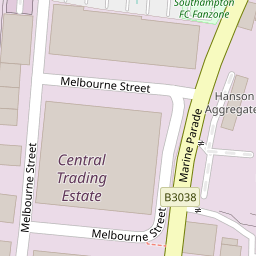 Southampton
FC Fanzone
Melbourne Street
Hanson
Aggregate
Marine Parade
Melbourne Street
Central
Trading
Estate
B3038
Melbourne Street